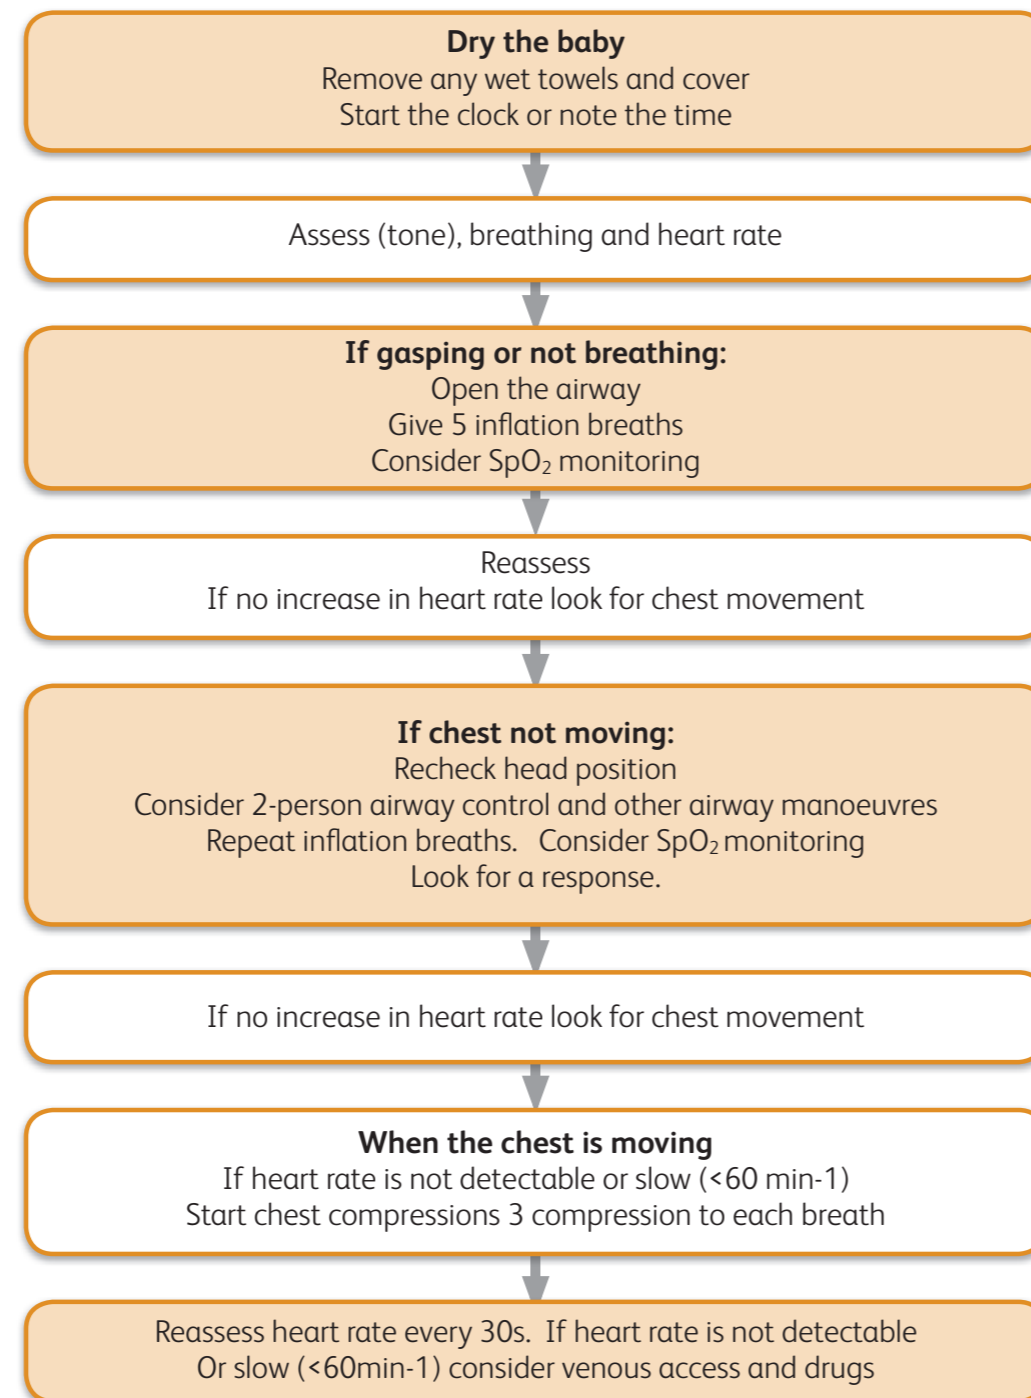 Dry the baby
Remove any wet towels and cover
Start the clock or note the time
Assess (tone), breathing and heart rate
If gasping or not breathing:
Open the airway
Give 5 inflation breaths
Consider SpO₂ monitoring
Reassess
If no increase in heart rate look for chest movement
If chest not moving:
Recheck head position
Consider 2-person airway control and other airway manoeuvres
Repeat inflation breaths.   Consider SpO₂ monitoring
Look for a response.
If no increase in heart rate look for chest movement
When the chest is moving
If heart rate is not detectable or slow (<60 min-1)
Start chest compressions 3 compression to each breath
Reassess heart rate every 30s.  If heart rate is not detectable
Or slow (<60min-1) consider venous access and drugs